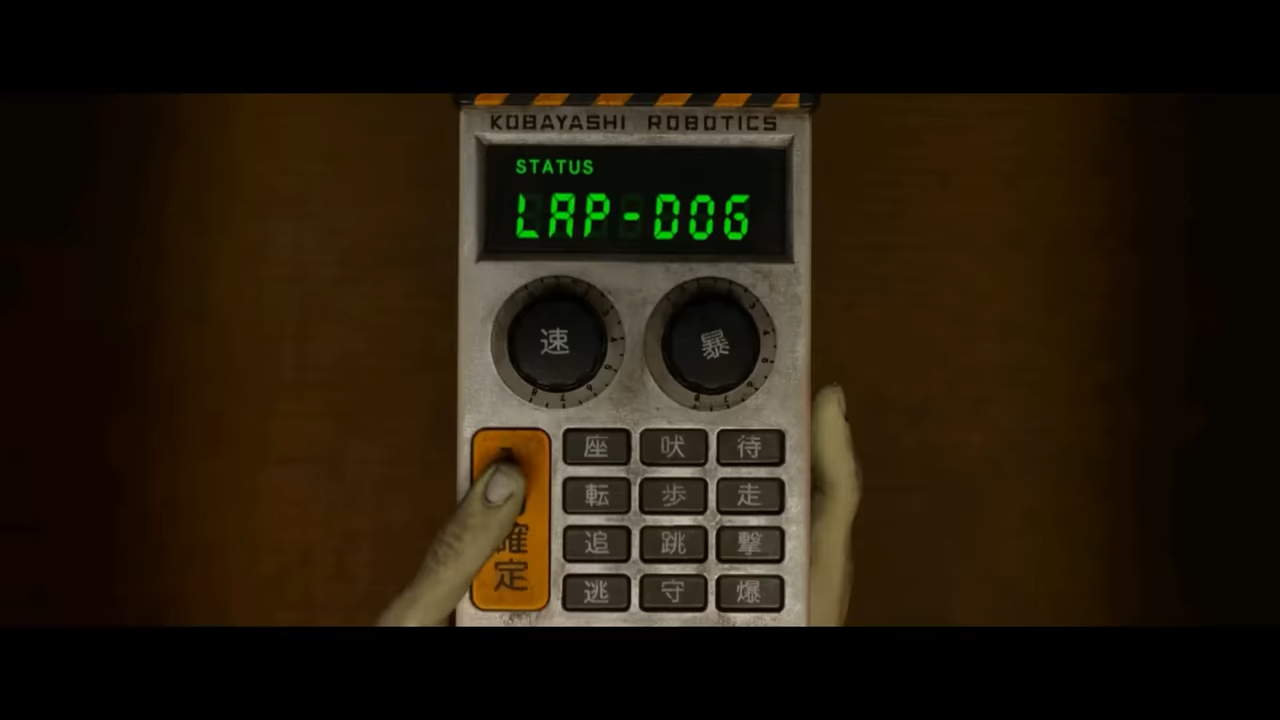 KOBAYASHI ROBOTICS
STATUS
LAP-DOG
速 暴
座 吠 待
転 歩 走
追 跳 撃
逃 守 爆
確定